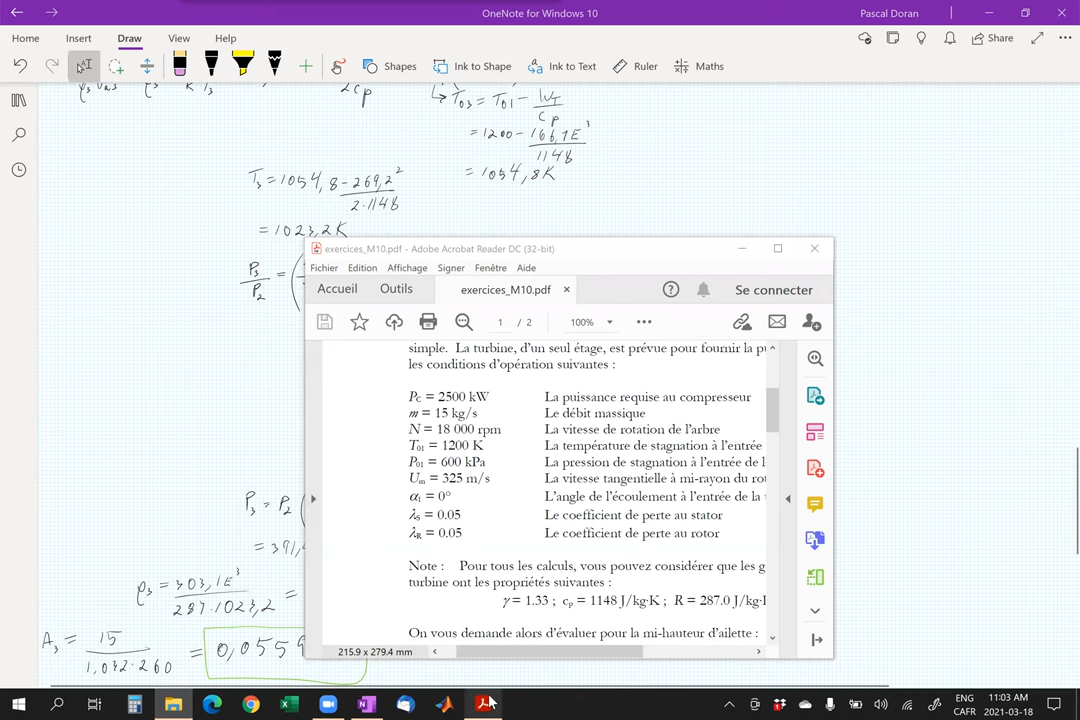 OneNote for Windows 10
Pascal Doran
Home
Insert
Draw
View
Help
Share
Shapes
Ink to Shape
Ink to Text
Ruler
Maths
2Cp
↳ T03 = T01 - WT
Cp
= 1200 - 166,7E³
1148
= 1054,8K
T3 = 1054,8 - 269,2²
2·1148
= 1023,2K
P3 =
P2
exercices_M10.pdf - Adobe Acrobat Reader DC (32-bit)
Fichier
Edition
Affichage
Signer
Fenêtre
Aide
Accueil
Outils
exercices_M10.pdf
Se connecter
1 / 2
100%
simple. La turbine, d'un seul étage, est prévue pour fournir la
les conditions d'opération suivantes :
PC = 2500 kW La puissance requise au compresseur
m = 15 kg/s Le débit massique
N = 18 000 rpm La vitesse de rotation de l'arbre
T01 = 1200 K La température de stagnation à l'entrée
P01 = 600 kPa La pression de stagnation à l'entrée de
Um = 325 m/s La vitesse tangentielle à mi-rayon du
α1 = 0° L'angle de l'écoulement à l'entrée de la
λS = 0.05 Le coefficient de perte au stator
λR = 0.05 Le coefficient de perte au rotor
Note : Pour tous les calculs, vous pouvez considérer que les
turbine ont les propriétés suivantes :
γ = 1.33 ; cp = 1148 J/kg·K ; R = 287.0 J/kg·
On vous demande alors d'évaluer pour la mi-hauteur d'ailette :
215.9 x 279.4 mm
P3 = P2 (
= 391,
ρ3 = 303,1E³ =
287·1023,2
A3 = 15 = 0,0559
1,032·260
ENG
CAFR
11:03 AM
2021-03-18